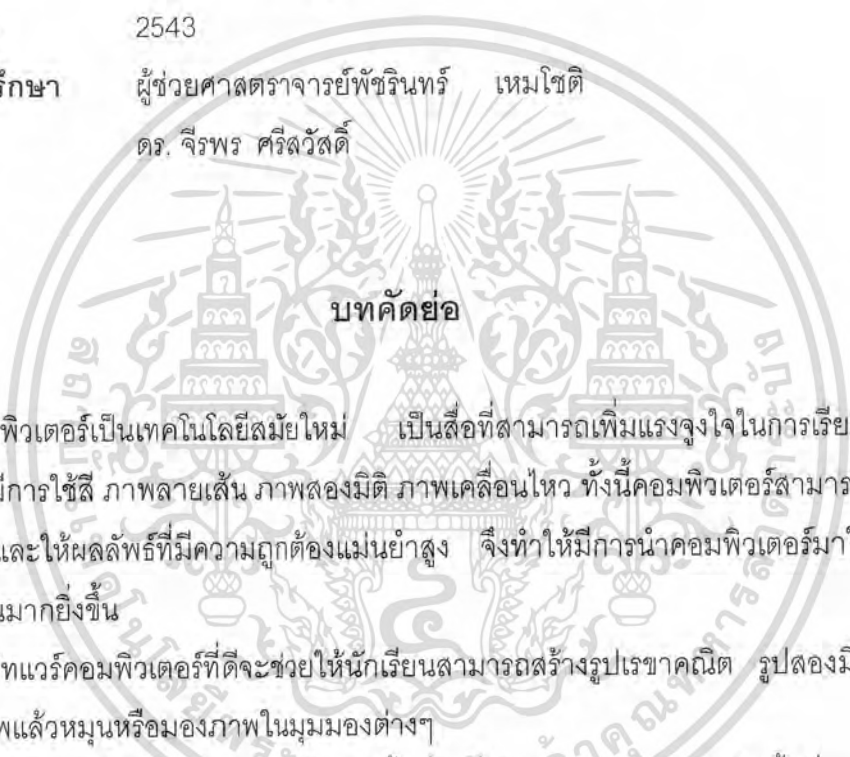 2543
รึกษา ผู้ช่วยศาสตราจารย์พัชรินทร์ เหมโชติ
ดร. จีรพร ศรีสวัสดิ์
บทคัดย่อ
พิวเตอร์เป็นเทคโนโลยีสมัยใหม่ เป็นสื่อที่สามารถเพิ่มแรงจูงใจในการเรีย
มีการใช้สี ภาพลายเส้น ภาพสองมิติ ภาพเคลื่อนไหว ทั้งนี้คอมพิวเตอร์สามาร
และให้ผลลัพธ์ที่มีความถูกต้องแม่นยำสูง จึงทำให้มีการนำคอมพิวเตอร์มาใ
นมากยิ่งขึ้น
ทแวร์คอมพิวเตอร์ที่ดีจะช่วยให้นักเรียนสามารถสร้างรูปเรขาคณิต รูปสองมิ
พแล้วหมุนหรือมองภาพในมุมมองต่างๆ